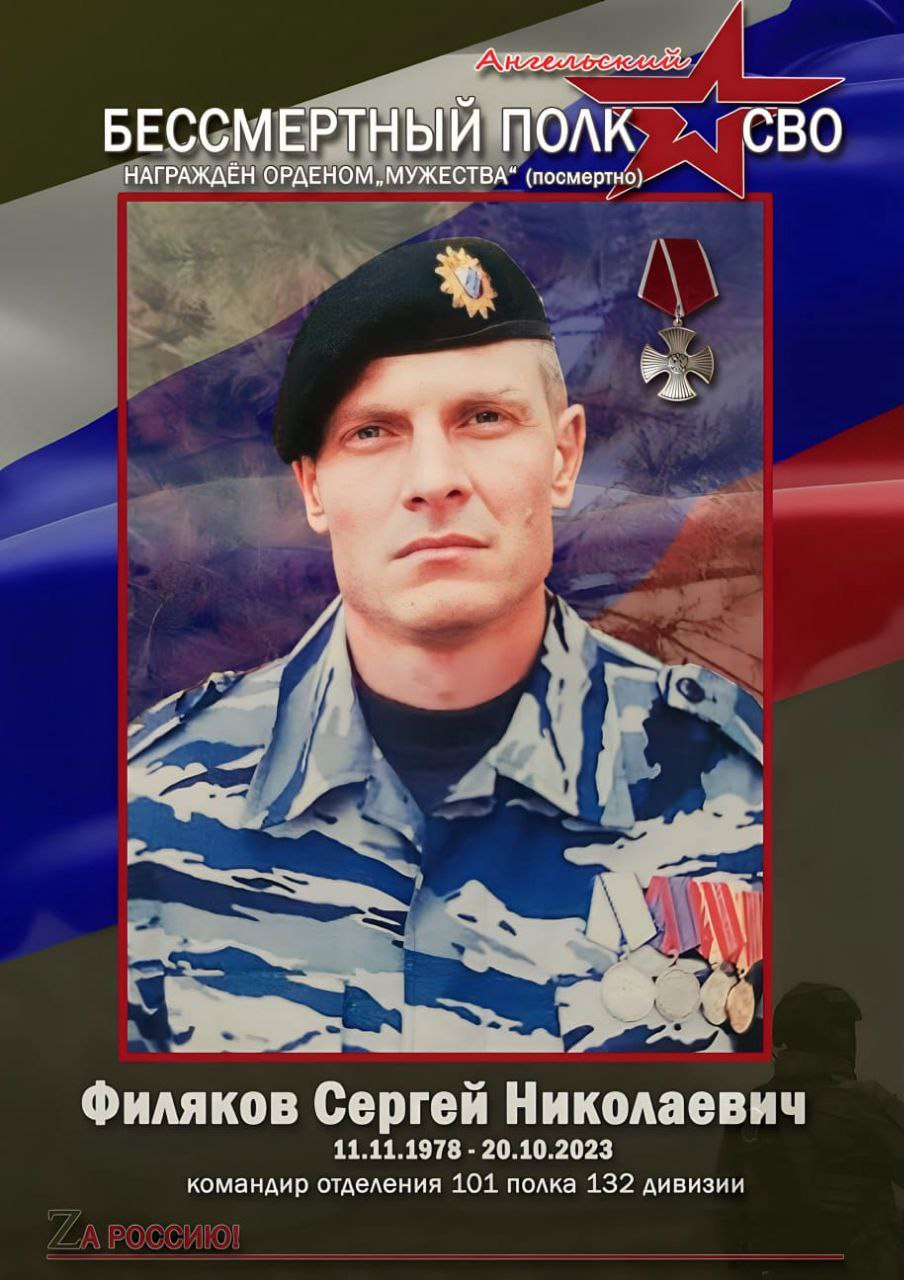 Ангельский
БЕССМЕРТНЫЙ ПОЛК СВО
НАГРАЖДЁН ОРДЕНОМ„МУЖЕСТВА“ (посмертно)
Филяков Сергей Николаевич
11.11.1978 - 20.10.2023
командир отделения 101 полка 132 дивизии
ZА РОССИЮ!